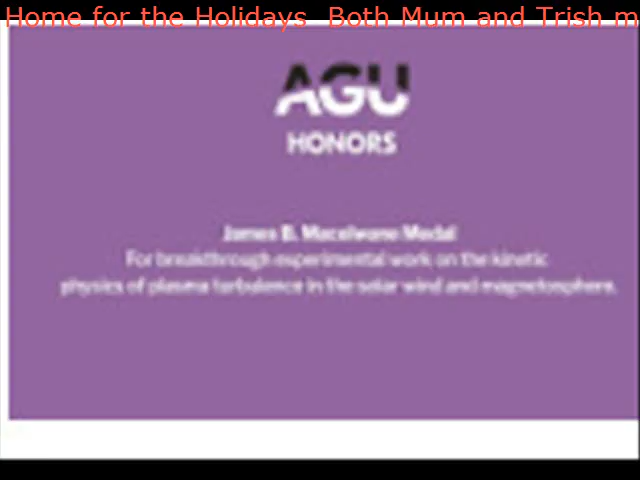 Home for the Holidays Both Mum and Trish m
AGU
HONORS
James B. Macelwane Medal
For breakthrough experimental work on the kinetic
physics of plasma turbulence in the solar wind and magnetosphere.